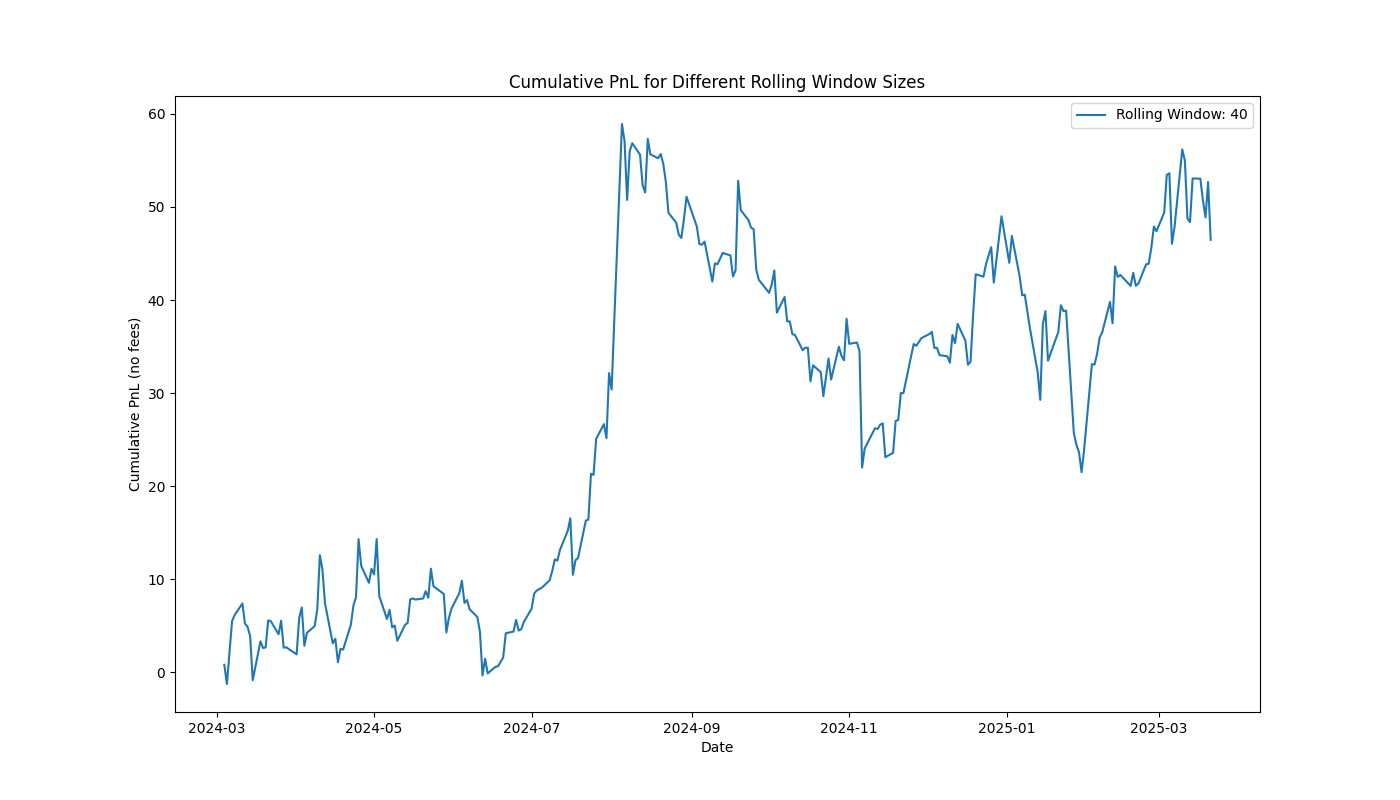 Cumulative PnL for Different Rolling Window Sizes
Rolling Window: 40
Cumulative PnL (no fees)
60
50
40
30
20
10
0
2024-03 2024-05 2024-07 2024-09 2024-11 2025-01 2025-03
Date